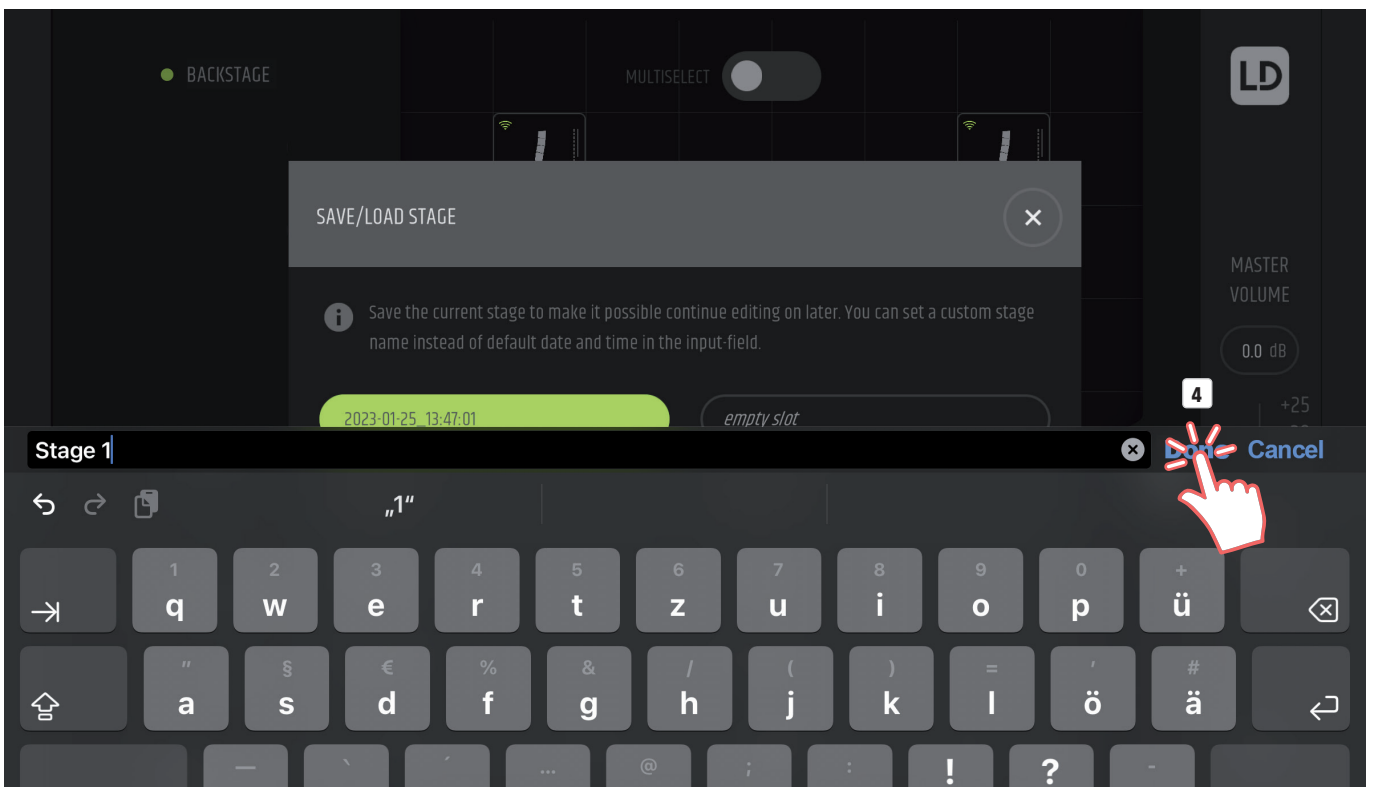 BACKSTAGE
MULTISELECT
LD
SAVE/LOAD STAGE
MASTER
VOLUME
Save the current stage to make it possible continue editing on later. You can set a custom stage
name instead of default date and time in the input-field.
0.0 dB
4
+25
2023-01-25_13:47:01
empty slot
Stage 1
Done Cancel
„1“
1 2 3 4 5 6 7 8 9 0 +
q w e r t z u i o p ü
" § € % & / ( ) = ' #
a s d f g h j k l ö ä
— ` ´ ... @ ; : ! ? -